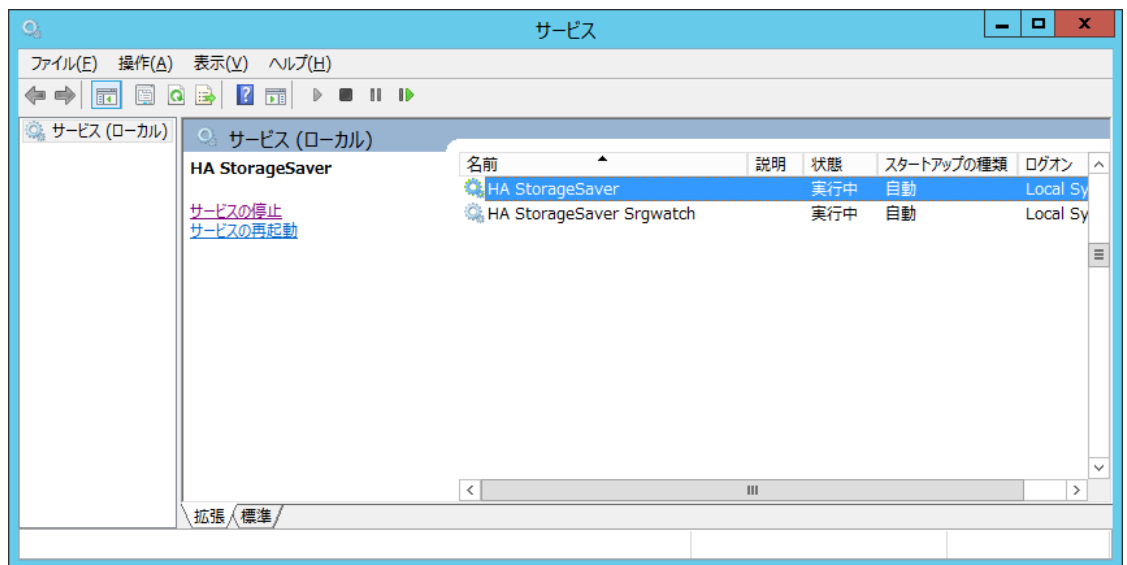 サービス
ファイル(F) 操作(A) 表示(V) ヘルプ(H)
サービス (ローカル)
サービス (ローカル)
HA StorageSaver
サービスの停止
サービスの再起動
名前 説明 状態 スタートアップの種類 ログオン
HA StorageSaver 実行中 自動 Local Sy
HA StorageSaver Srgwatch 実行中 自動 Local Sy
拡張 標準